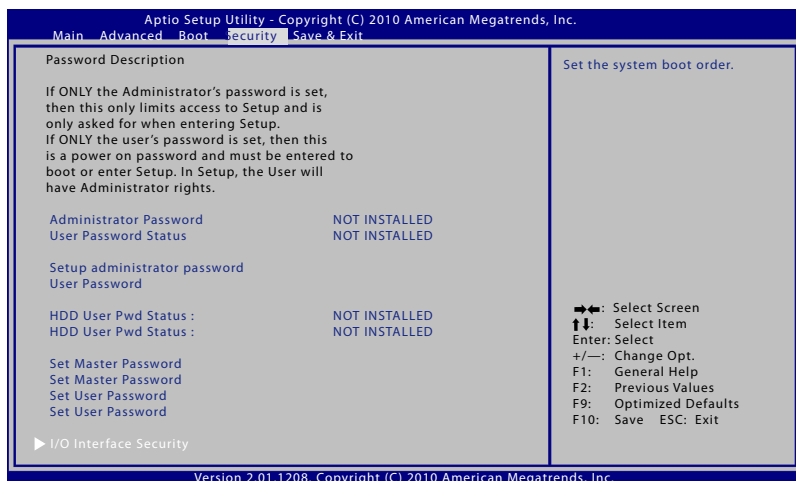 Aptio Setup Utility - Copyright (C) 2010 American Megatrends, Inc.
Main Advanced Boot Security Save & Exit
Password Description
If ONLY the Administrator's password is set,
then this only limits access to Setup and is
only asked for when entering Setup.
If ONLY the user's password is set, then this
is a power on password and must be entered to
boot or enter Setup. In Setup, the User will
have Administrator rights.
Administrator Password NOT INSTALLED
User Password Status NOT INSTALLED
Setup administrator password
User Password
HDD User Pwd Status : NOT INSTALLED
HDD User Pwd Status : NOT INSTALLED
Set Master Password
Set Master Password
Set User Password
Set User Password
▶ I/O Interface Security
Set the system boot order.
➡⬅: Select Screen
⬆⬇: Select Item
Enter: Select
+/—: Change Opt.
F1: General Help
F2: Previous Values
F9: Optimized Defaults
F10: Save ESC: Exit
Version 2.01.1208. Copyright (C) 2010 American Megatrends, Inc.